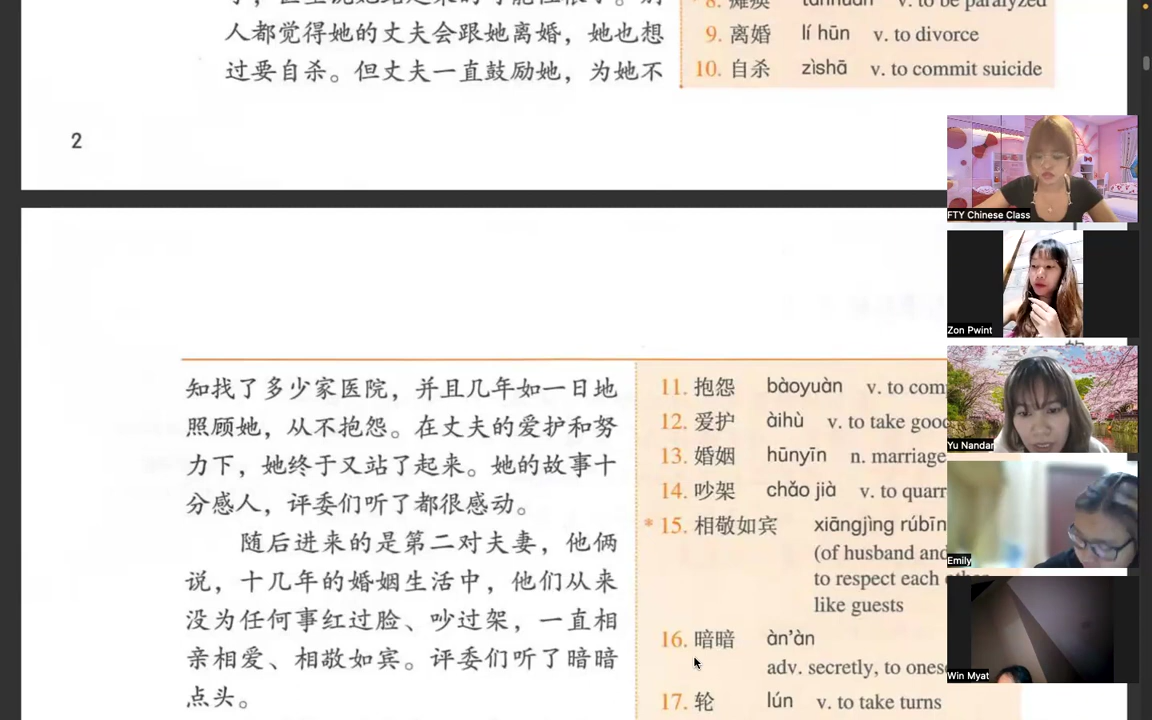 8. 瘫痪 tānhuàn v. to be paralyzed
人都觉得她的丈夫会跟她离婚，她也想
9. 离婚 lí hūn v. to divorce
过要自杀。但丈夫一直鼓励她，为她不
10. 自杀 zìshā v. to commit suicide
2
FTY Chinese Class
Zon Pwint
Yu Nandar
Emily
Win Myat
知找了多少家医院，并且几年如一日地
照顾她，从不抱怨。在丈夫的爱护和努
力下，她终于又站了起来。她的故事十
分感人，评委们听了都很感动。
随后进来的是第二对夫妻，他俩
说，十几年的婚姻生活中，他们从来
没为任何事红过脸、吵过架，一直相
亲相爱、相敬如宾。评委们听了暗暗
点头。
11. 抱怨 bàoyuàn v. to com
12. 爱护 àihù v. to take good
13. 婚姻 hūnyīn n. marriage
14. 吵架 chǎo jià v. to quarr
* 15. 相敬如宾 xiāngjìng rúbīn
(of husband and
to respect each
like guests
16. 暗暗 àn'àn
adv. secretly, to ones
17. 轮 lún v. to take turns